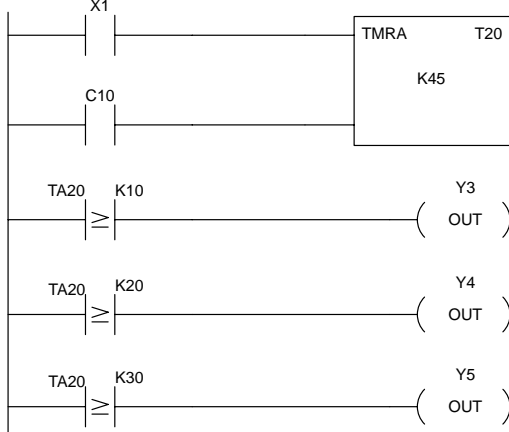 X1
TMRA T20
K45
C10
TA20 K10 Y3
≥ OUT
TA20 K20 Y4
≥ OUT
TA20 K30 Y5
≥ OUT